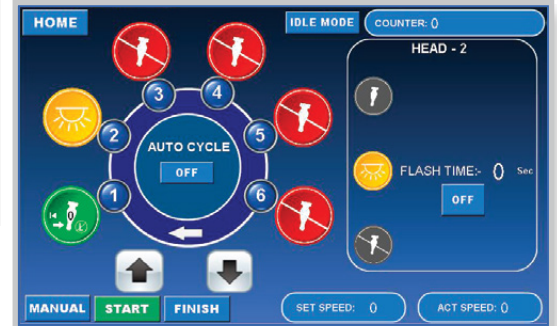 HOME
IDLE MODE
COUNTER: 0
HEAD - 2
3
4
2
5
AUTO CYCLE
OFF
FLASH TIME:- 0 Sec
OFF
1
6
0
MANUAL
START
FINISH
SET SPEED: 0
ACT SPEED: 0